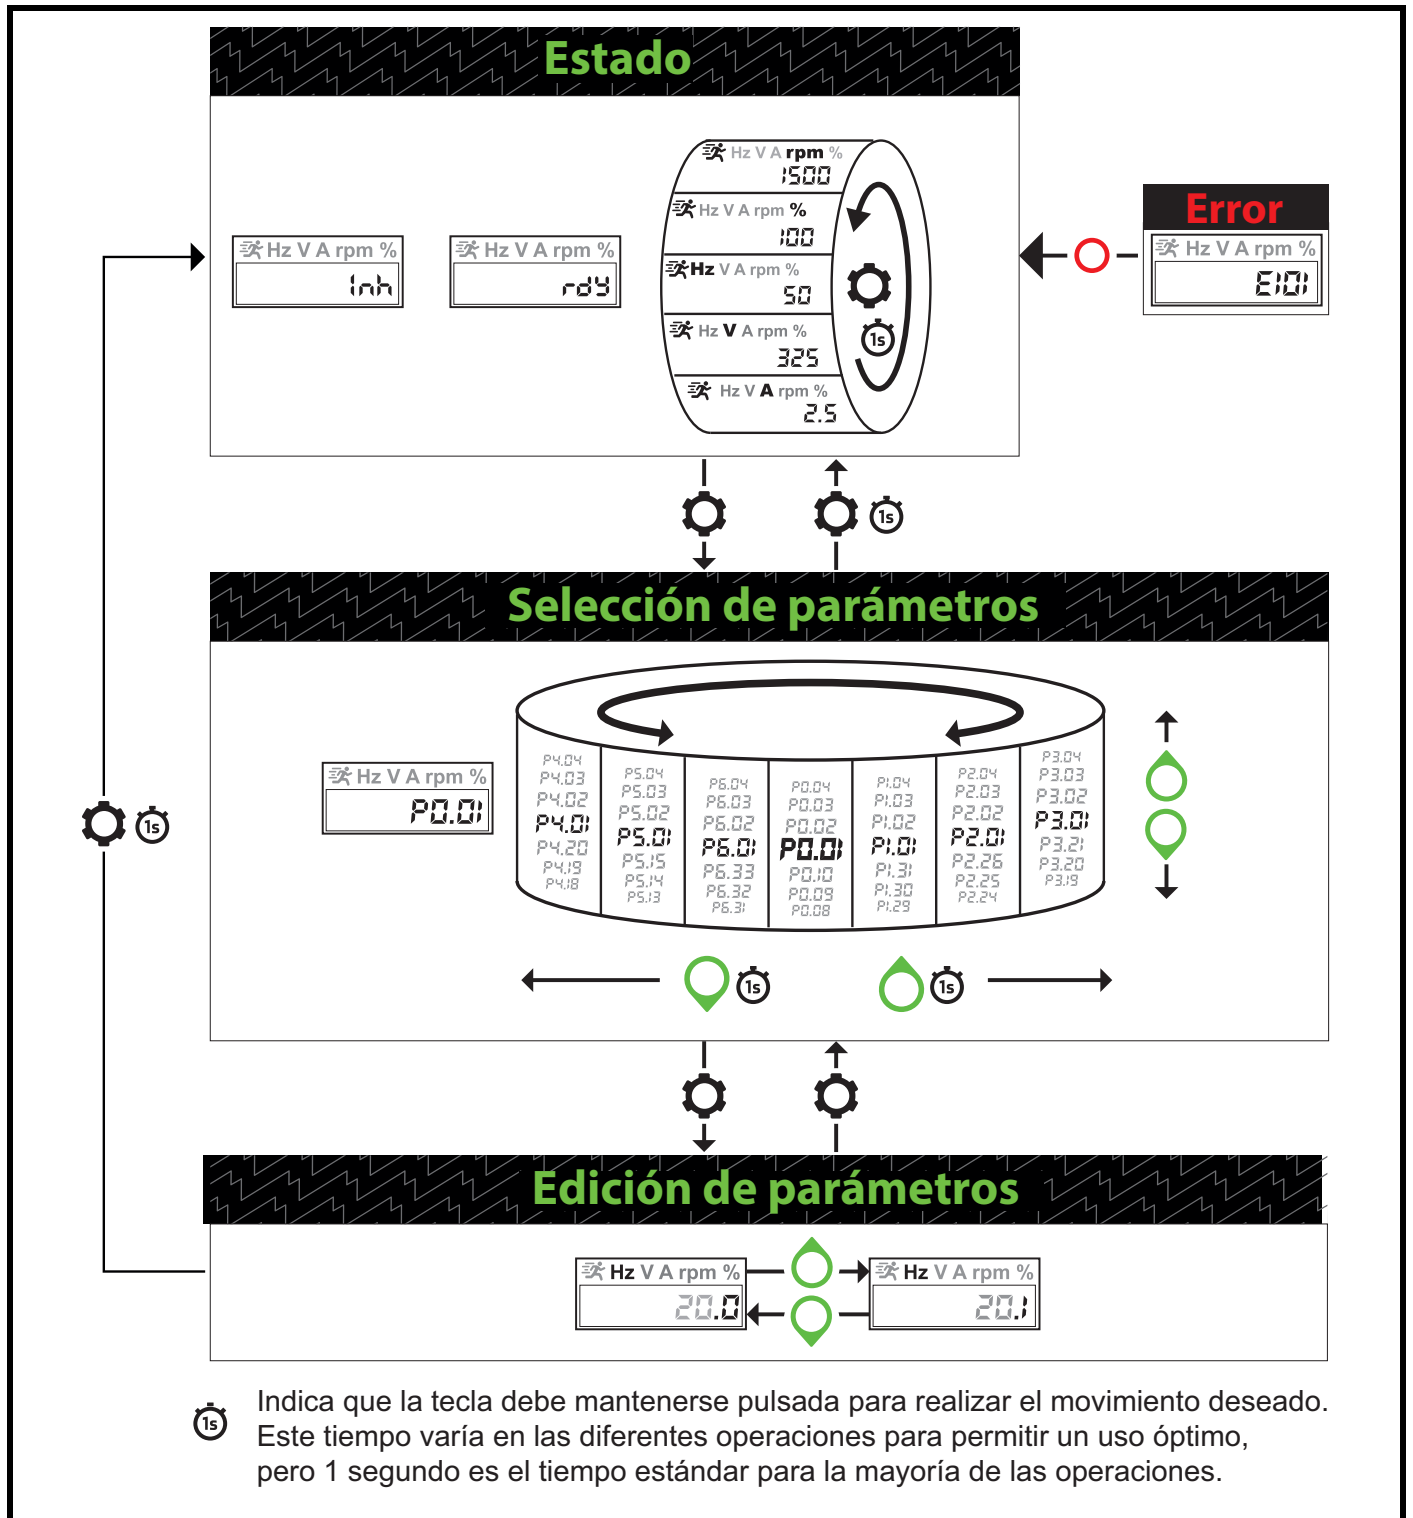 Estado
Hz V A rpm %
1500
Hz V A rpm %
100
Hz V A rpm %
50
Hz V A rpm %
325
Hz V A rpm %
2.5
1s
Hz V A rpm %
Inh
Hz V A rpm %
rdy
Error
Hz V A rpm %
E101
1s
1s
Selección de parámetros
Hz V A rpm %
P0.01
P4.04
P4.03
P4.02
P4.01
P4.20
P4.19
P4.18
P5.04
P5.03
P5.02
P5.01
P5.15
P5.14
P5.13
P6.04
P6.03
P6.02
P6.01
P6.33
P6.32
P6.31
P0.04
P0.03
P0.02
P0.01
P0.10
P0.09
P0.08
P1.04
P1.03
P1.02
P1.01
P1.31
P1.30
P1.29
P2.04
P2.03
P2.02
P2.01
P2.26
P2.25
P2.24
P3.04
P3.03
P3.02
P3.01
P3.21
P3.20
P3.19
1s
1s
Edición de parámetros
Hz V A rpm %
20.0
Hz V A rpm %
20.1
1s
Indica que la tecla debe mantenerse pulsada para realizar el movimiento deseado.
Este tiempo varía en las diferentes operaciones para permitir un uso óptimo,
pero 1 segundo es el tiempo estándar para la mayoría de las operaciones.